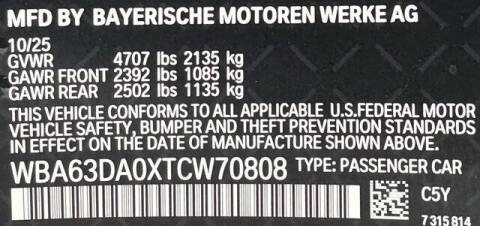 MFD BY BAYERISCHE MOTOREN WERKE AG
10/25
GVWR 4707 lbs 2135 kg
GAWR FRONT 2392 lbs 1085 kg
GAWR REAR 2502 lbs 1135 kg
THIS VEHICLE CONFORMS TO ALL APPLICABLE U.S.FEDERAL MOTOR
VEHICLE SAFETY, BUMPER AND THEFT PREVENTION STANDARDS
IN EFFECT ON THE DATE OF MANUFACTURE SHOWN ABOVE.
WBA63DA0XTCW70808 TYPE: PASSENGER CAR
C5Y
7 315 814